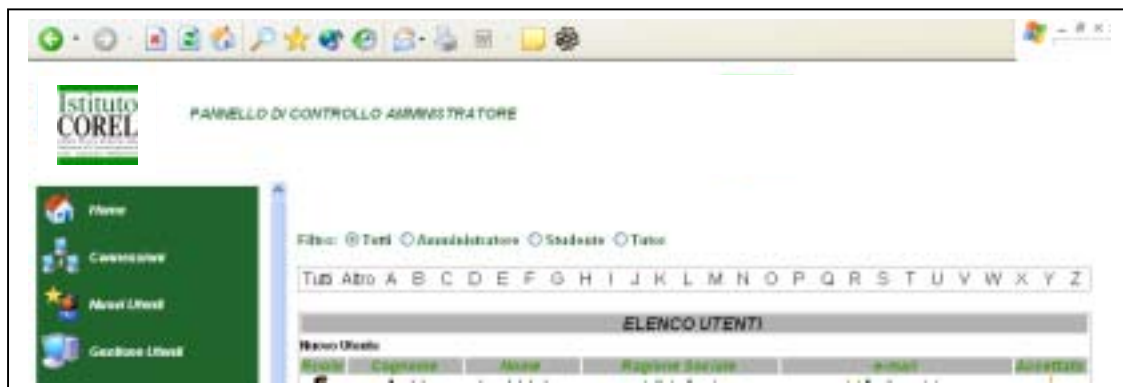 Istituto
COREL
PANNELLO DI CONTROLLO AMMINISTRATORE
Home
Connessioni
Nuovi Utenti
Gestione Utenti
Filtro: Tutti Amministratore Studente Tutor
Tutti Altro A B C D E F G H I J K L M N O P Q R S T U V W X Y Z
ELENCO UTENTI
Nuovo Utente
Ruolo Cognome Nome Ragione Sociale e-mail Accettato